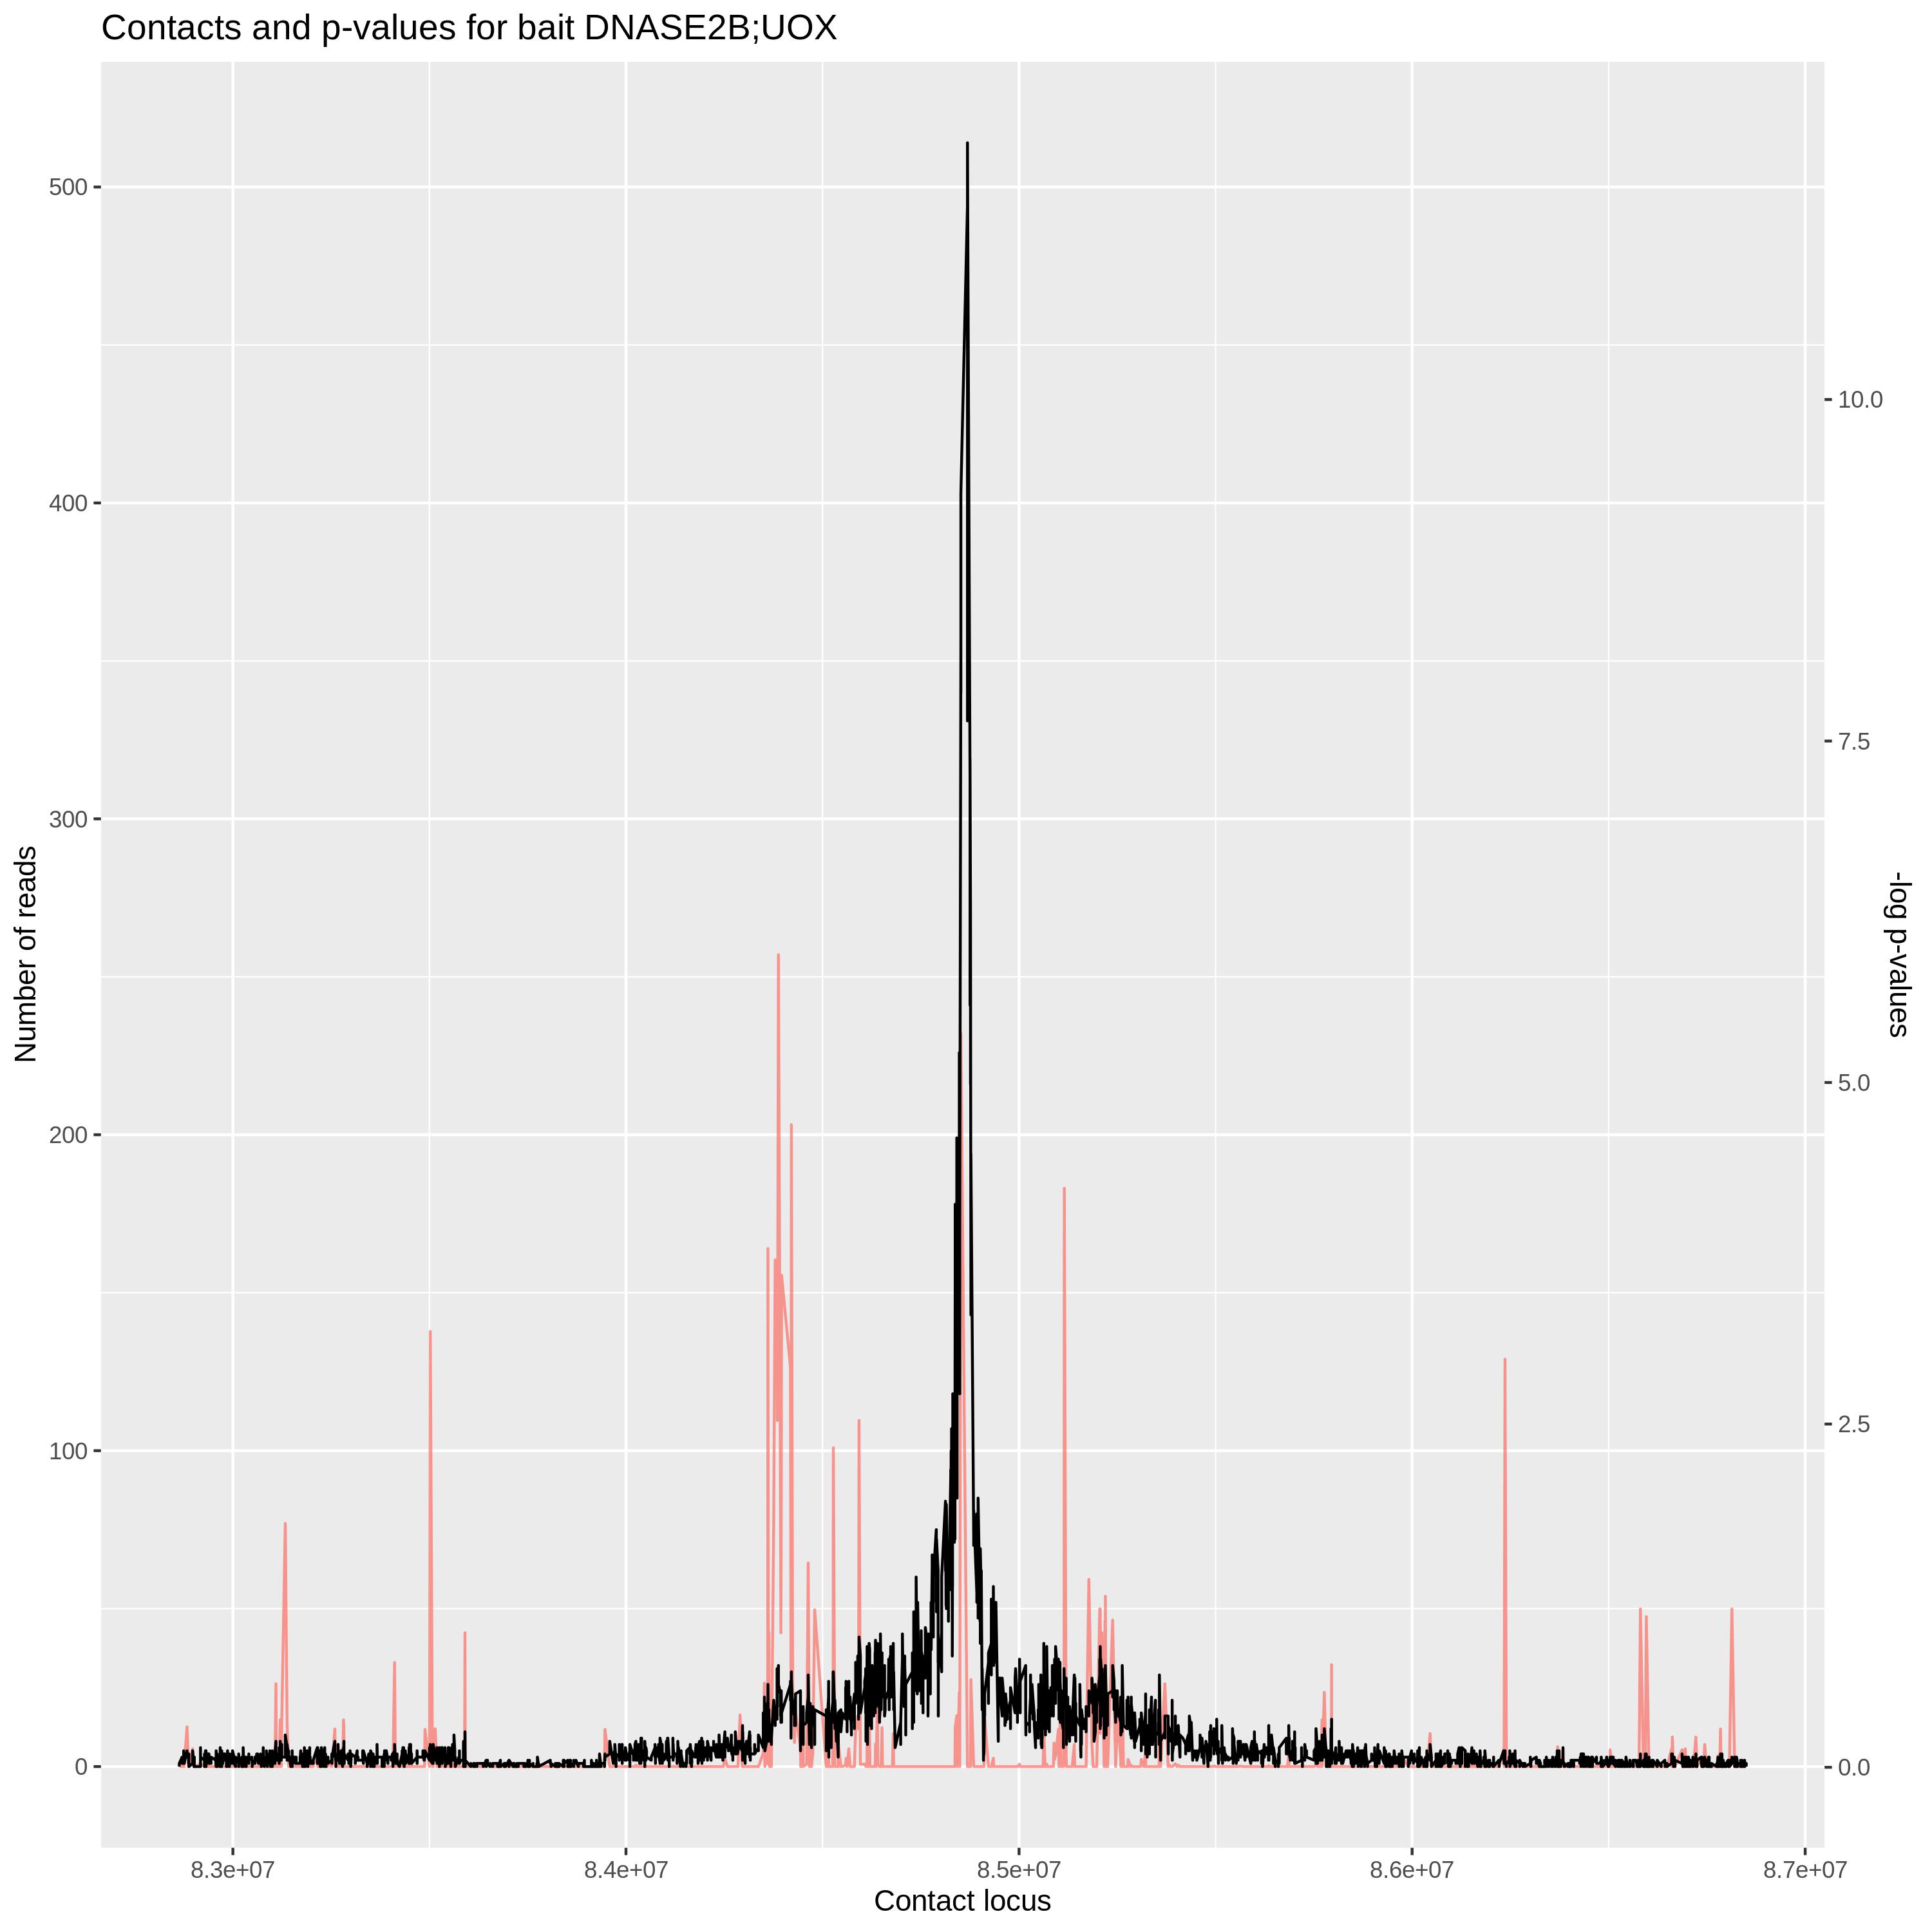 Contacts and p-values for bait DNASE2B;UOX
Number of reads
500
400
300
200
100
0
10.0
7.5
5.0
2.5
0.0
-log p-values
8.3e+07
8.4e+07
8.5e+07
8.6e+07
8.7e+07
Contact locus